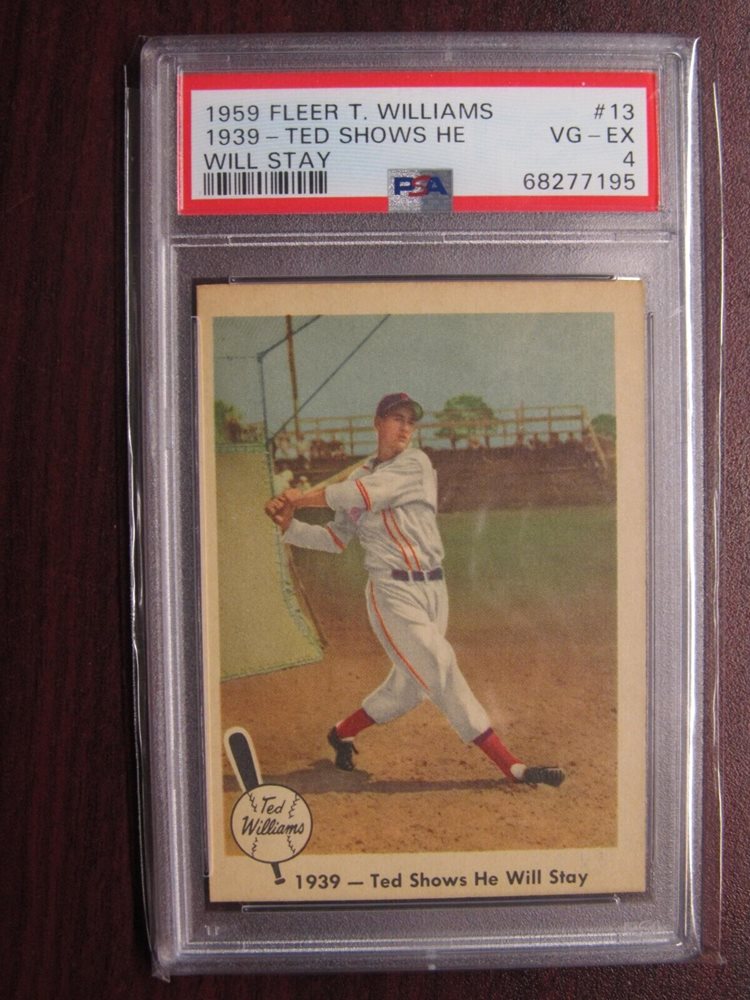 1959 FLEER T. WILLIAMS #13
1939 - TED SHOWS HE VG - EX
WILL STAY 4
PSA 68277195
Ted
Williams
1939 — Ted Shows He Will Stay